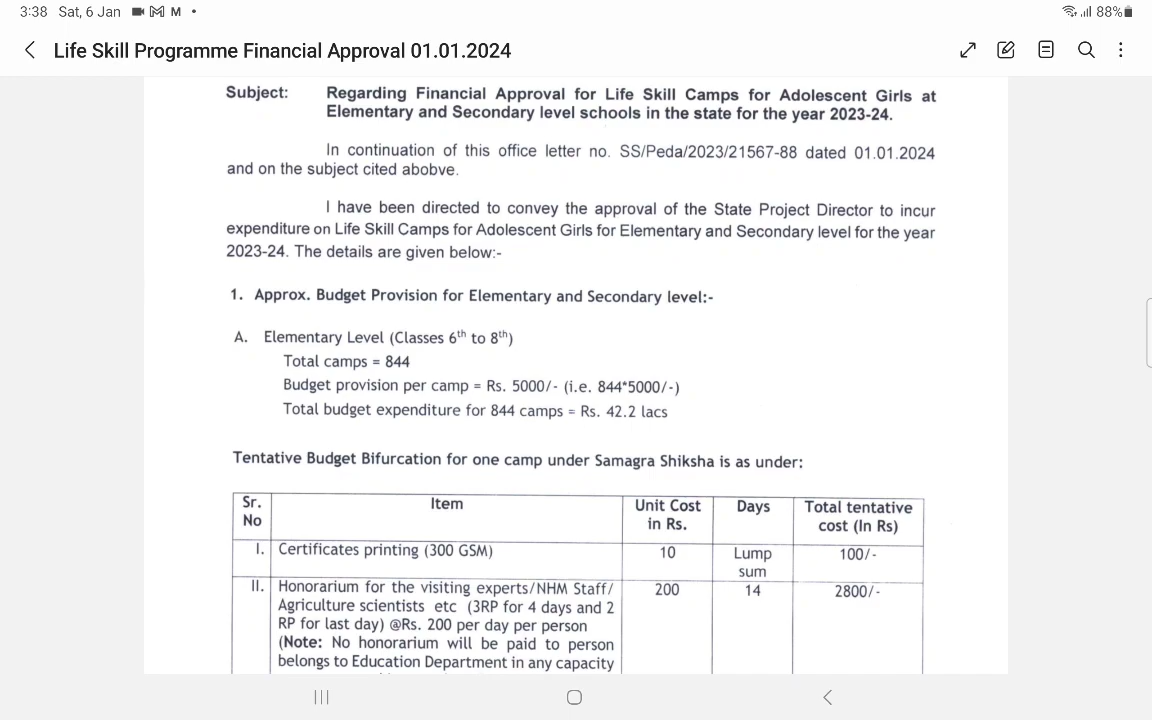 3:38 Sat, 6 Jan M •
88%
Life Skill Programme Financial Approval 01.01.2024
Subject: Regarding Financial Approval for Life Skill Camps for Adolescent Girls at
Elementary and Secondary level schools in the state for the year 2023-24.
In continuation of this office letter no. SS/Peda/2023/21567-88 dated 01.01.2024
and on the subject cited abobve.
I have been directed to convey the approval of the State Project Director to incur
expenditure on Life Skill Camps for Adolescent Girls for Elementary and Secondary level for the year
2023-24. The details are given below:-
1. Approx. Budget Provision for Elementary and Secondary level:-
A. Elementary Level (Classes 6th to 8th)
Total camps = 844
Budget provision per camp = Rs. 5000/- (i.e. 844*5000/-)
Total budget expenditure for 844 camps = Rs. 42.2 lacs
Tentative Budget Bifurcation for one camp under Samagra Shiksha is as under:
Sr. No Item Unit Cost in Rs. Days Total tentative cost (In Rs)
I. Certificates printing (300 GSM) 10 Lump sum 100/-
II. Honorarium for the visiting experts/NHM Staff/ 200 14 2800/-
Agriculture scientists etc (3RP for 4 days and 2
RP for last day) @Rs. 200 per day per person
(Note: No honorarium will be paid to person
belongs to Education Department in any capacity